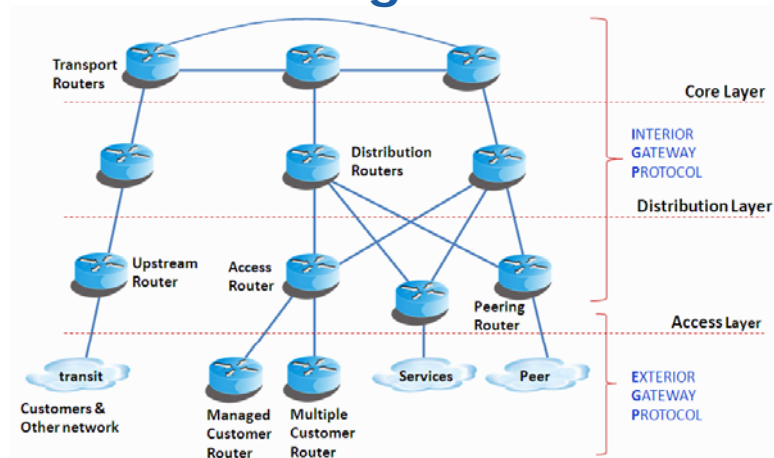 Transport
Routers
Core Layer
INTERIOR
GATEWAY
PROTOCOL
Distribution
Routers
Distribution Layer
Upstream
Router
Access
Router
Peering
Router
Access Layer
transit
Services
Peer
EXTERIOR
GATEWAY
PROTOCOL
Customers &
Other network
Managed
Customer
Router
Multiple
Customer
Router